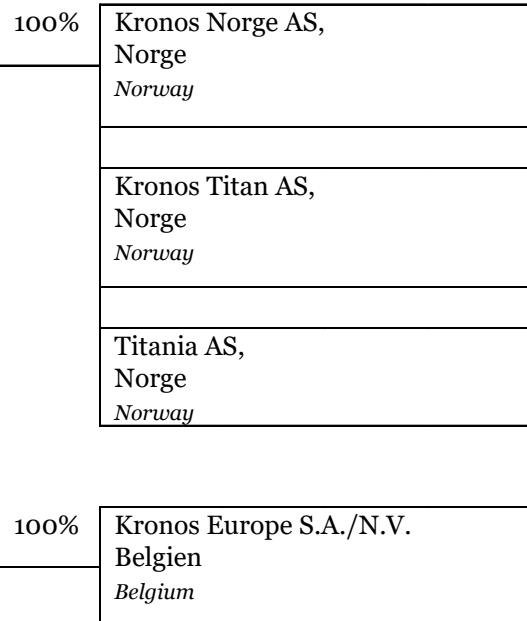 100% Kronos Norge AS,
Norge
Norway
Kronos Titan AS,
Norge
Norway
Titania AS,
Norge
Norway
100% Kronos Europe S.A./N.V.
Belgien
Belgium